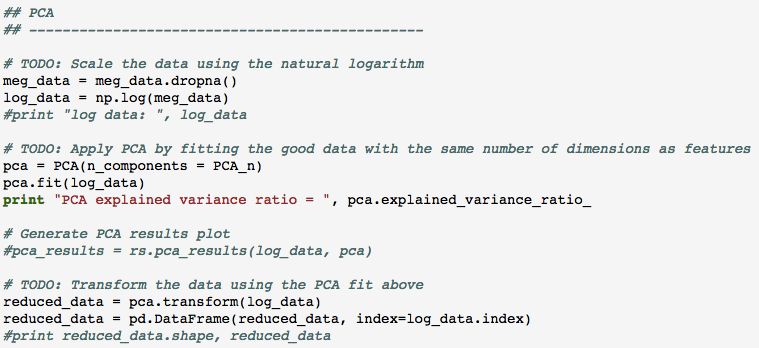 ## PCA
## -----------------------------------------------
# TODO: Scale the data using the natural logarithm
meg_data = meg_data.dropna()
log_data = np.log(meg_data)
#print "log data: ", log_data
# TODO: Apply PCA by fitting the good data with the same number of dimensions as features
pca = PCA(n_components = PCA_n)
pca.fit(log_data)
print "PCA explained variance ratio = ", pca.explained_variance_ratio_
# Generate PCA results plot
#pca_results = rs.pca_results(log_data, pca)
# TODO: Transform the data using the PCA fit above
reduced_data = pca.transform(log_data)
reduced_data = pd.DataFrame(reduced_data, index=log_data.index)
#print reduced_data.shape, reduced_data